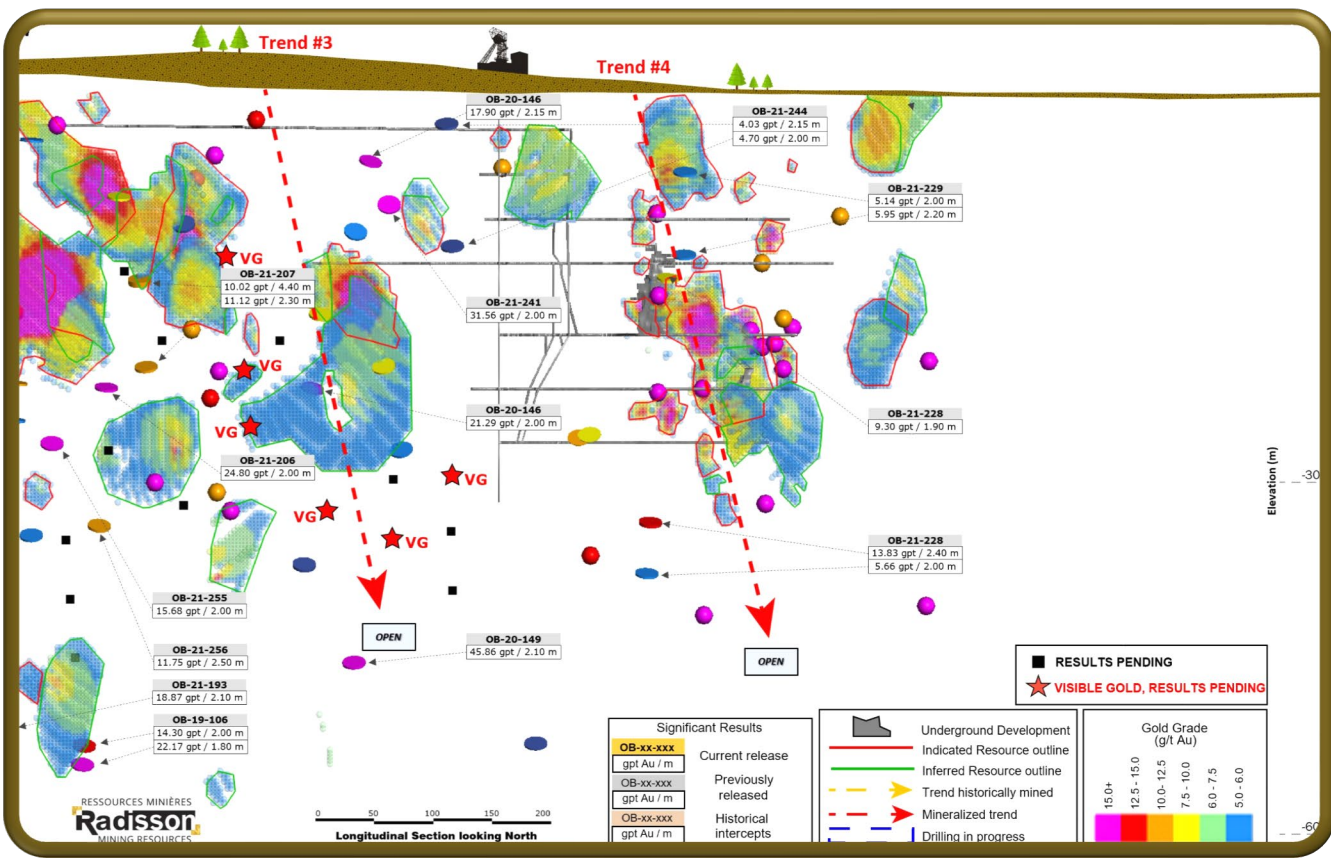 Trend #3
Trend #4
OB-20-146
17.90 gpt / 2.15 m
OB-21-244
4.03 gpt / 2.15 m
4.70 gpt / 2.00 m
OB-21-229
5.14 gpt / 2.00 m
5.95 gpt / 2.20 m
VG
OB-21-207
10.02 gpt / 4.40 m
11.12 gpt / 2.30 m
OB-21-241
31.56 gpt / 2.00 m
VG
OB-20-146
21.29 gpt / 2.00 m
OB-21-228
9.30 gpt / 1.90 m
VG
OB-21-206
24.80 gpt / 2.00 m
VG
VG
VG
Elevation (m)
-30
OB-21-228
13.83 gpt / 2.40 m
5.66 gpt / 2.00 m
OB-21-255
15.68 gpt / 2.00 m
OPEN
OB-20-149
45.86 gpt / 2.10 m
OPEN
OB-21-256
11.75 gpt / 2.50 m
OB-21-193
18.87 gpt / 2.10 m
OB-19-106
14.30 gpt / 2.00 m
22.17 gpt / 1.80 m
RESULTS PENDING
VISIBLE GOLD, RESULTS PENDING
Significant Results
OB-xx-xxx
gpt Au / m
Current release
OB-xx-xxx
gpt Au / m
Previously
released
OB-xx-xxx
gpt Au / m
Historical
intercepts
Underground Development
Indicated Resource outline
Inferred Resource outline
Trend historically mined
Mineralized trend
Drilling in progress
Gold Grade
(g/t Au)
15.0+
12.5 - 15.0
10.0- 12.5
7.5 - 10.0
6.0 - 7.5
5.0 - 6.0
-60
RESSOURCES MINIÈRES
Radisson
MINING RESOURCES
0 50 100 150 200
Longitudinal Section looking North